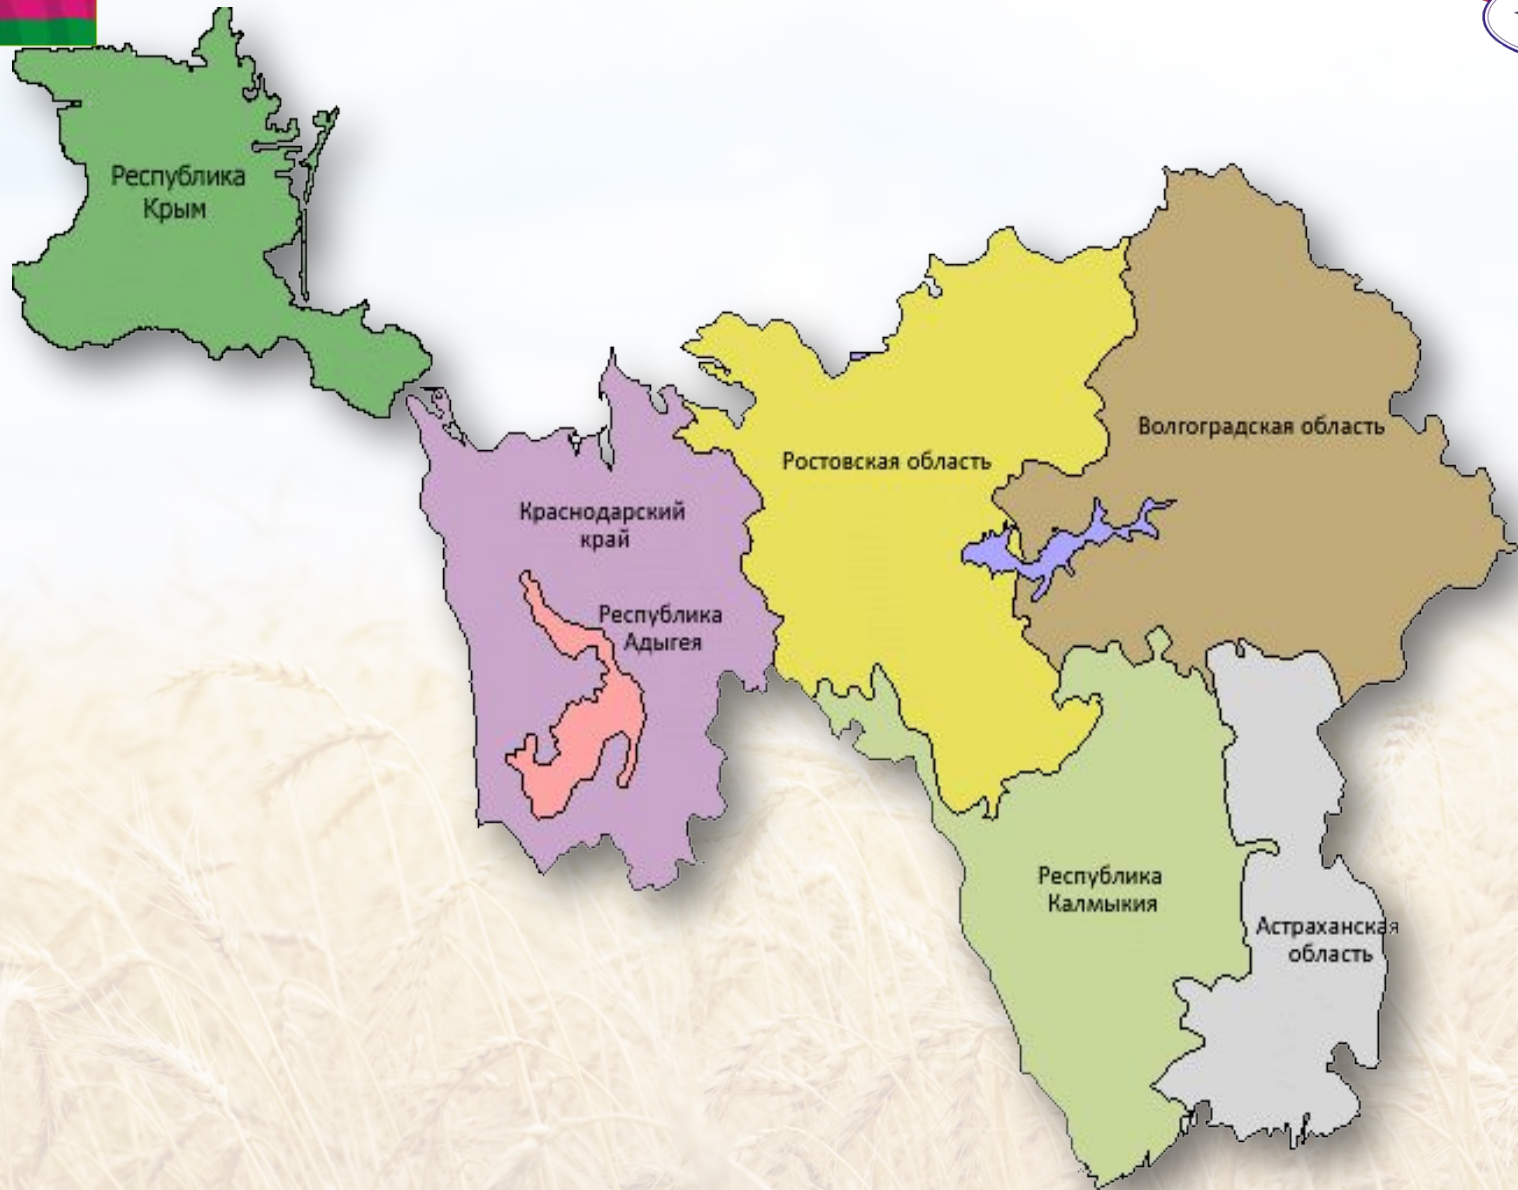 Республика
Крым
Волгоградская область
Ростовская область
Краснодарский
край
Республика
Адыгея
Республика
Калмыкия
Астраханская
область